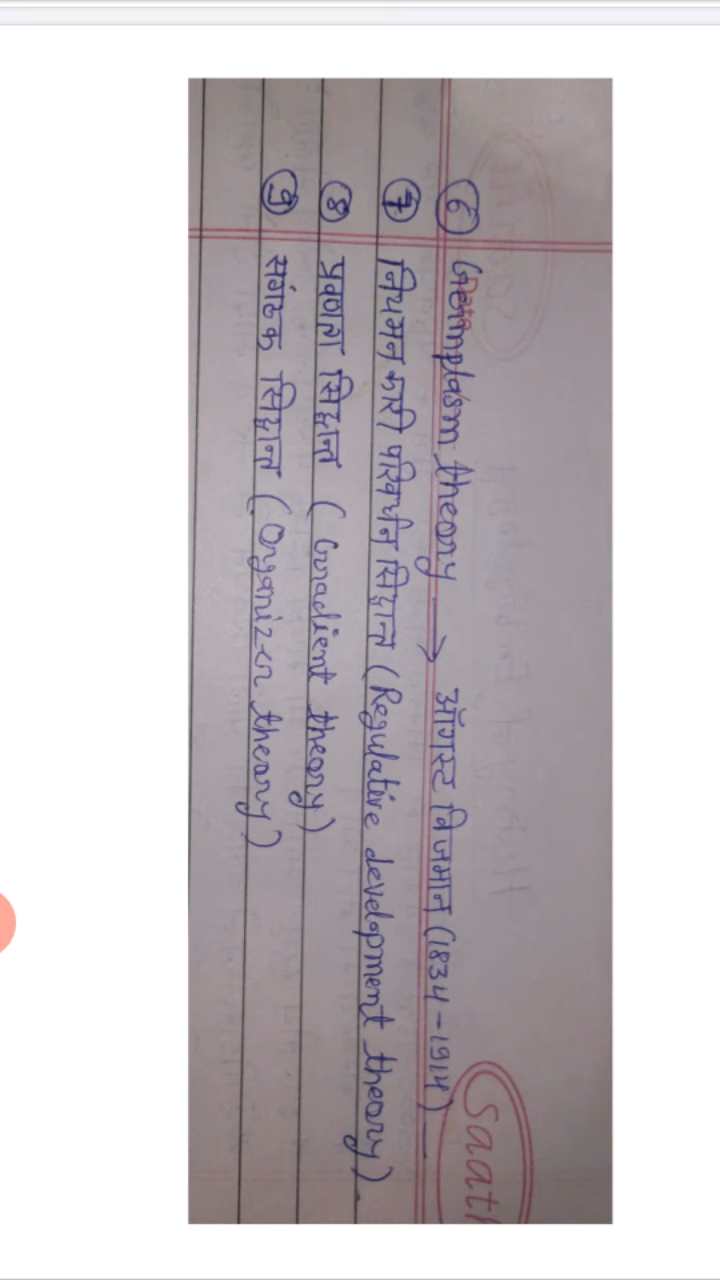 Saath
⑥ Germplasm theory → ऑगस्ट विजमान (1834-1914) —
⑦ नियमन कारी परिवर्धन सिद्वान्त (Regulative development theory).
⑧ प्रवणता सिद्वान्त ( Gradient theory)
⑨ संगठक सिद्वान्त ( Organizer theory)